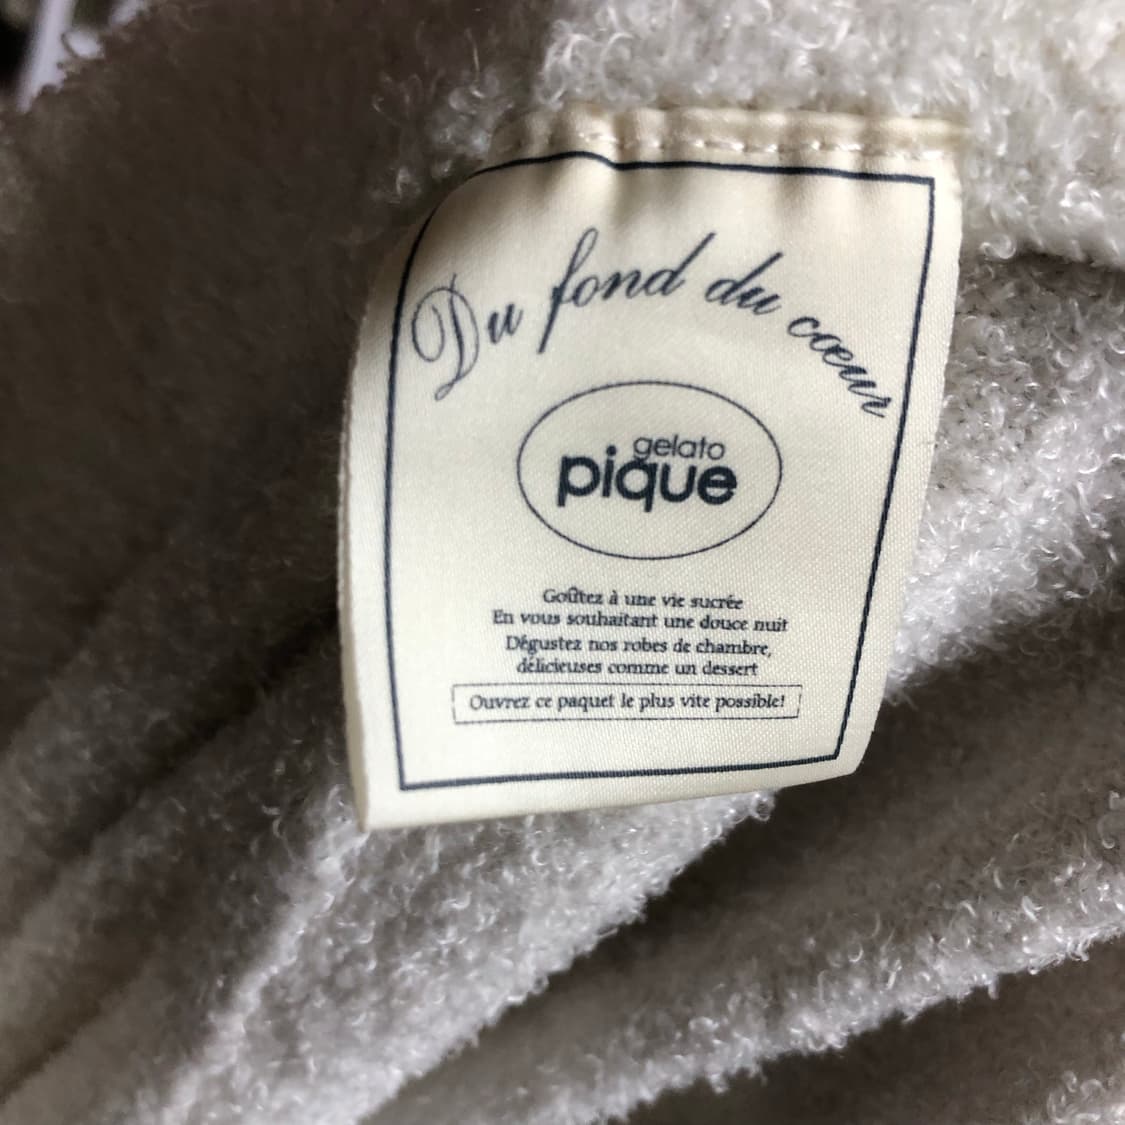 Du fond du cœur
gelato
pique
Goûtez à une vie sucrée
En vous souhaitant une douce nuit
Dégustez nos robes de chambre,
délicieuses comme un dessert
Ouvrez ce paquet le plus vite possible!